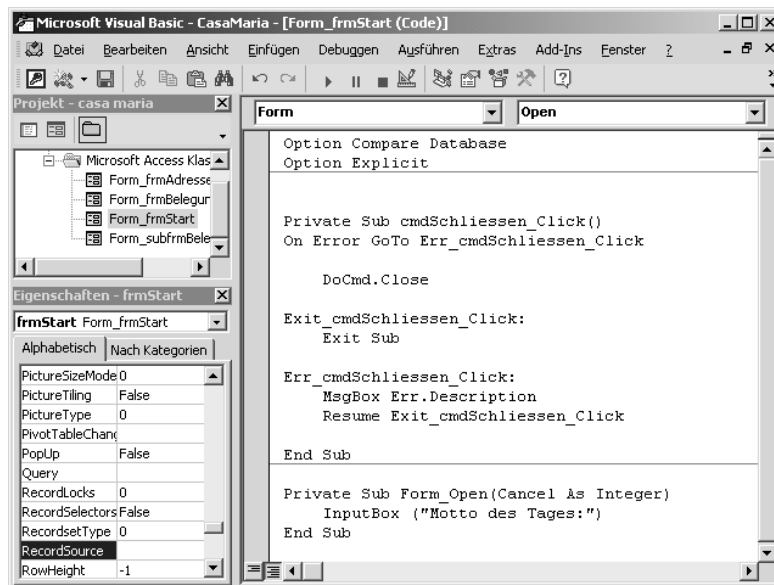 Microsoft Visual Basic - CasaMaria - [Form_frmStart (Code)]
Datei Bearbeiten Ansicht Einfügen Debuggen Ausführen Extras Add-Ins Fenster ?
Projekt - casa maria
Microsoft Access Klas
Form_frmAdresse
Form_frmBelegur
Form_frmStart
Form_subfrmBele
Eigenschaften - frmStart
frmStart Form_frmStart
Alphabetisch Nach Kategorien
PictureSizeMode 0
PictureTiling False
PictureType 0
PivotTableChang
PopUp False
Query
RecordLocks 0
RecordSelectors False
RecordsetType 0
RecordSource
RowHeight -1
Form Open
Option Compare Database
Option Explicit
Private Sub cmdSchliessen_Click()
On Error GoTo Err_cmdSchliessen_Click
DoCmd.Close
Exit_cmdSchliessen_Click:
Exit Sub
Err_cmdSchliessen_Click:
MsgBox Err.Description
Resume Exit_cmdSchliessen_Click
End Sub
Private Sub Form_Open(Cancel As Integer)
InputBox ("Motto des Tages:")
End Sub